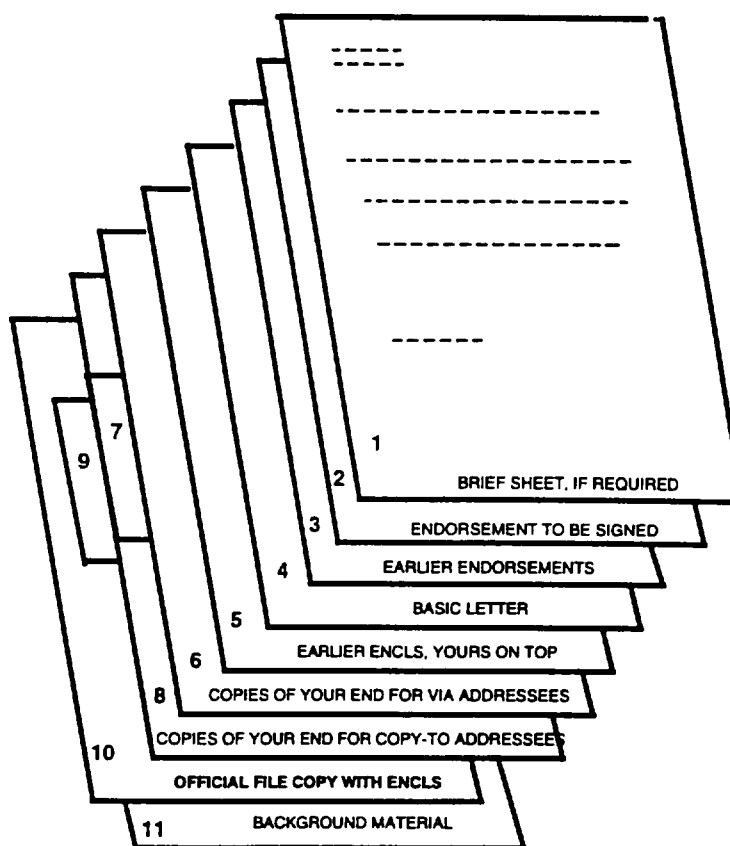 1
BRIEF SHEET, IF REQUIRED
2
ENDORSEMENT TO BE SIGNED
3
EARLIER ENDORSEMENTS
4
BASIC LETTER
5
EARLIER ENCLS, YOURS ON TOP
6
COPIES OF YOUR END FOR VIA ADDRESSEES
7
8
COPIES OF YOUR END FOR COPY-TO ADDRESSEES
9
10
OFFICIAL FILE COPY WITH ENCLS
11
BACKGROUND MATERIAL